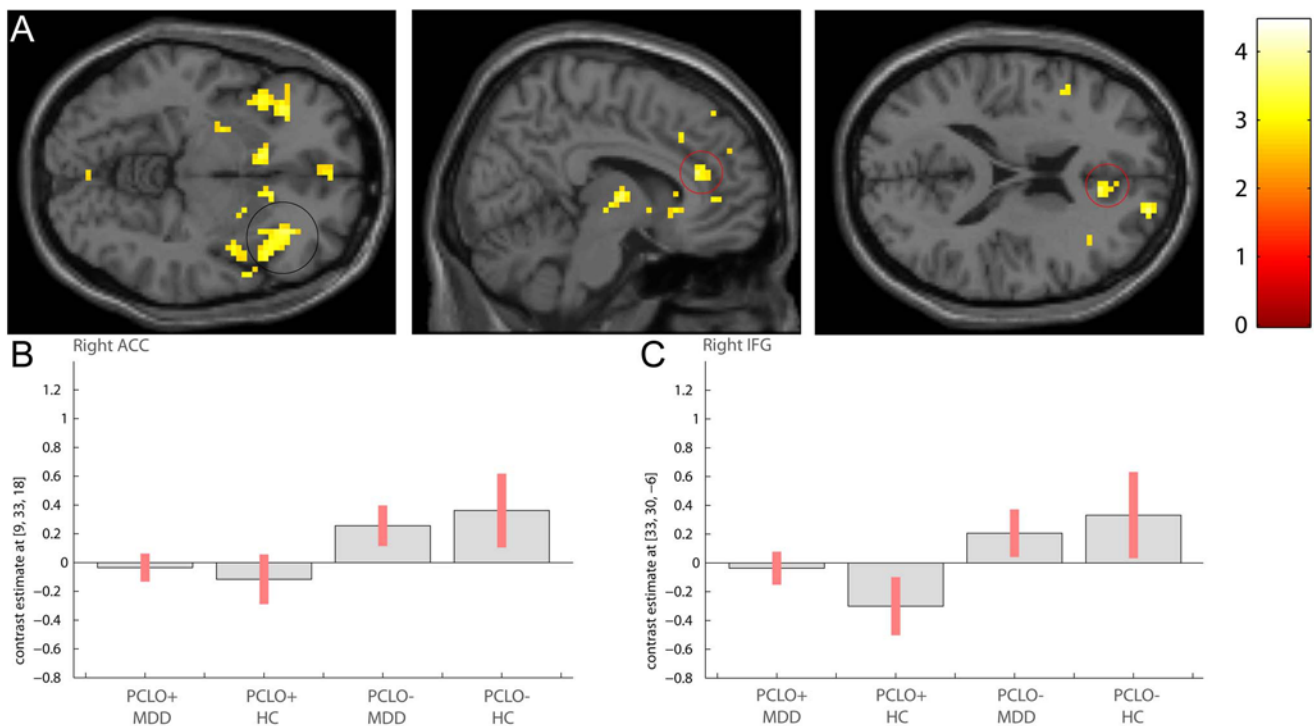 A
4
3
2
1
0
B
Right ACC
1.2
1
0.8
0.6
0.4
0.2
0
−0.2
−0.4
−0.6
−0.8
contrast estimate at [9, 33, 18]
PCLO+ PCLO+ PCLO- PCLO-
MDD HC MDD HC
C
Right IFG
1.2
1
0.8
0.6
0.4
0.2
0
−0.2
−0.4
−0.6
−0.8
contrast estimate at [33, 30, −6]
PCLO+ PCLO+ PCLO- PCLO-
MDD HC MDD HC